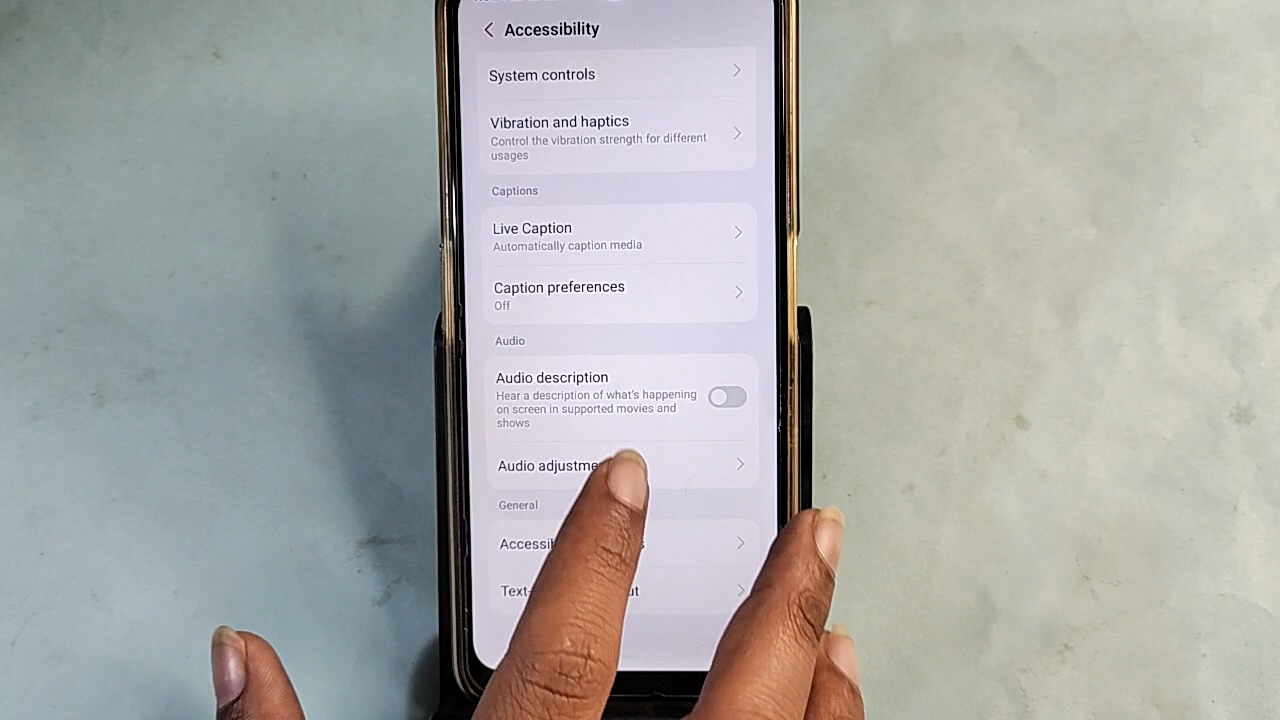 Accessibility
System controls
Vibration and haptics
Control the vibration strength for different
usages
Captions
Live Caption
Automatically caption media
Caption preferences
Off
Audio
Audio description
Hear a description of what's happening
on screen in supported movies and
shows
Audio
General